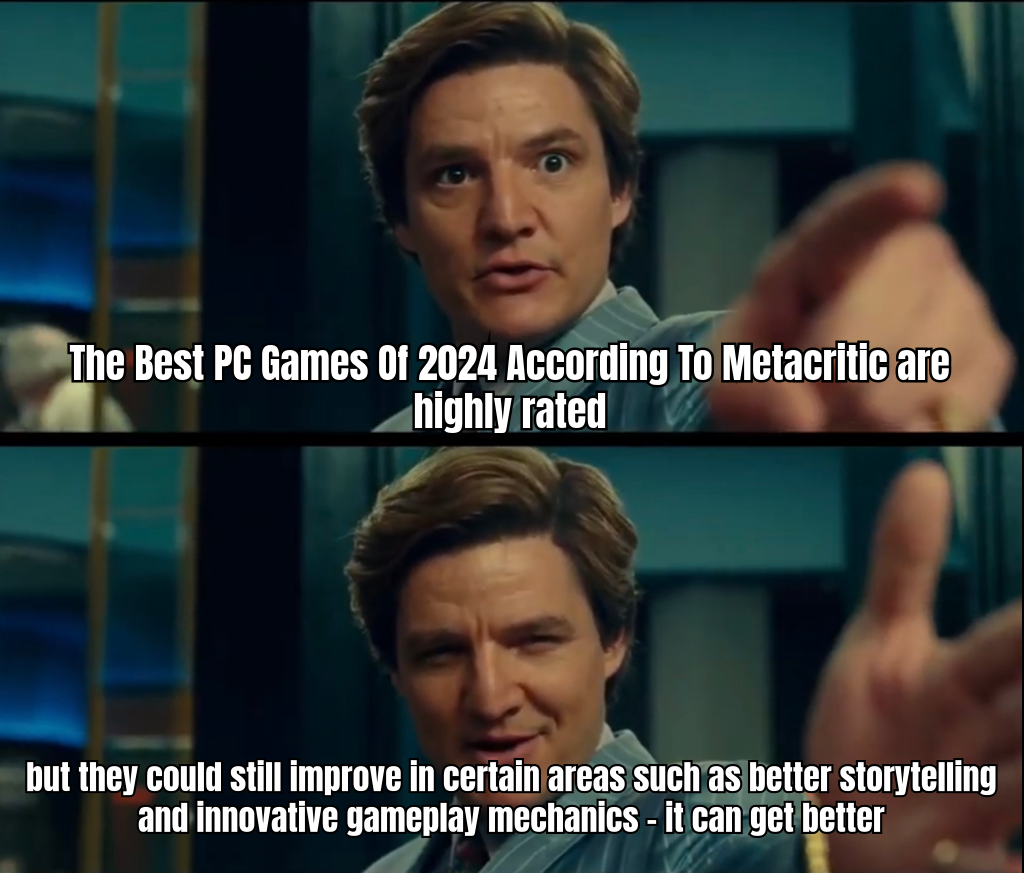 The Best PC Games Of 2024 According To Metacritic are
highly rated
but they could still improve in certain areas such as better storytelling
and innovative gameplay mechanics - it can get better